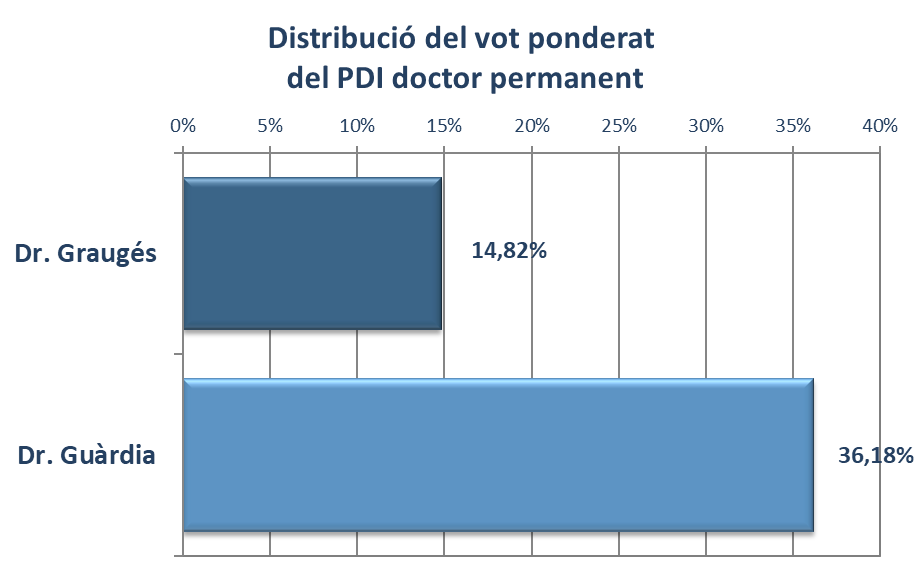 Distribució del vot ponderat
del PDI doctor permanent
0% 5% 10% 15% 20% 25% 30% 35% 40%
Dr. Graugés 14,82%
Dr. Guàrdia 36,18%